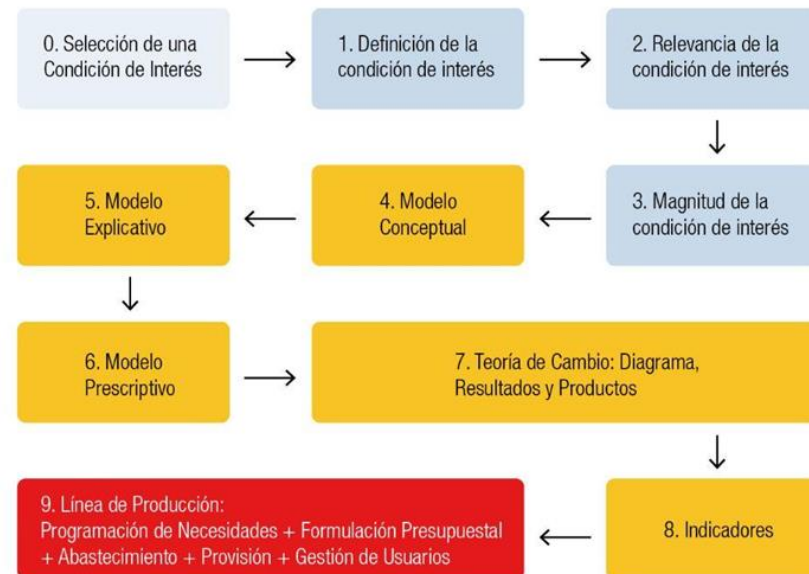 0. Selección de una
Condición de Interés
1. Definición de la
condición de interés
2. Relevancia de la
condición de interés
3. Magnitud de la
condición de interés
4. Modelo
Conceptual
5. Modelo
Explicativo
6. Modelo
Prescriptivo
7. Teoría de Cambio: Diagrama,
Resultados y Productos
8. Indicadores
9. Línea de Producción:
Programación de Necesidades + Formulación Presupuestal
+ Abastecimiento + Provisión + Gestión de Usuarios